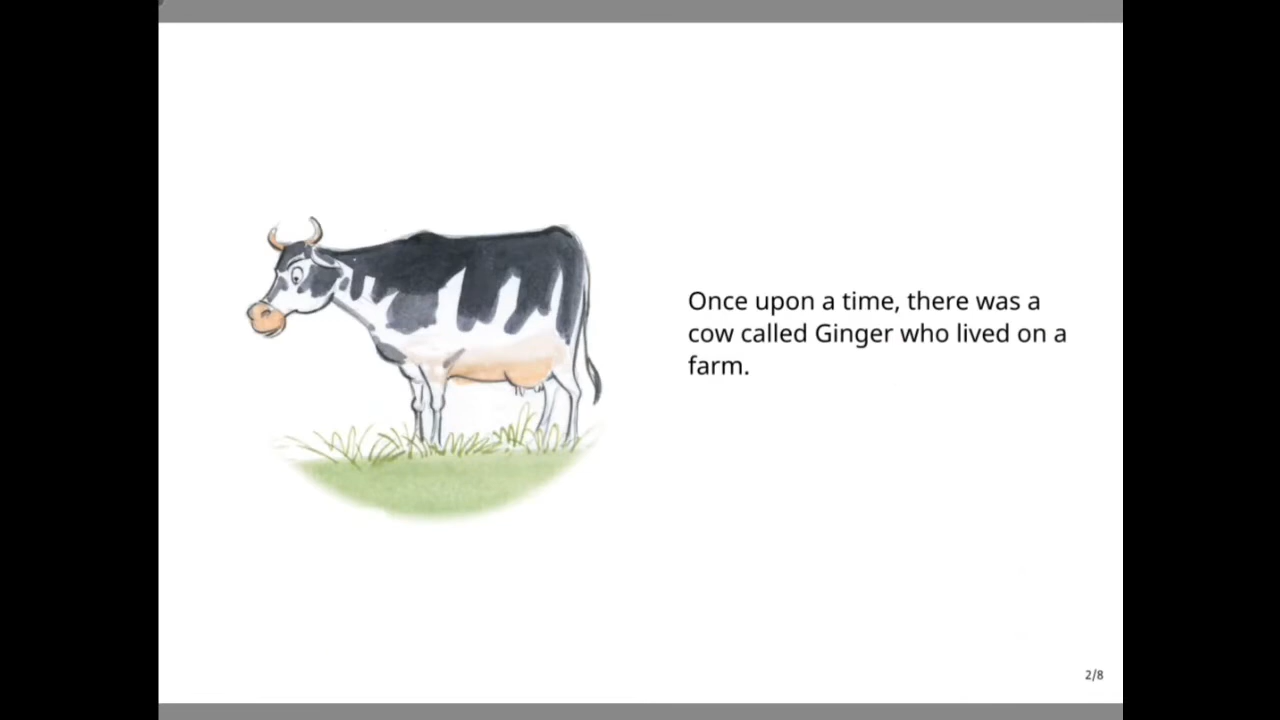 Once upon a time, there was a
cow called Ginger who lived on a
farm.
2/8